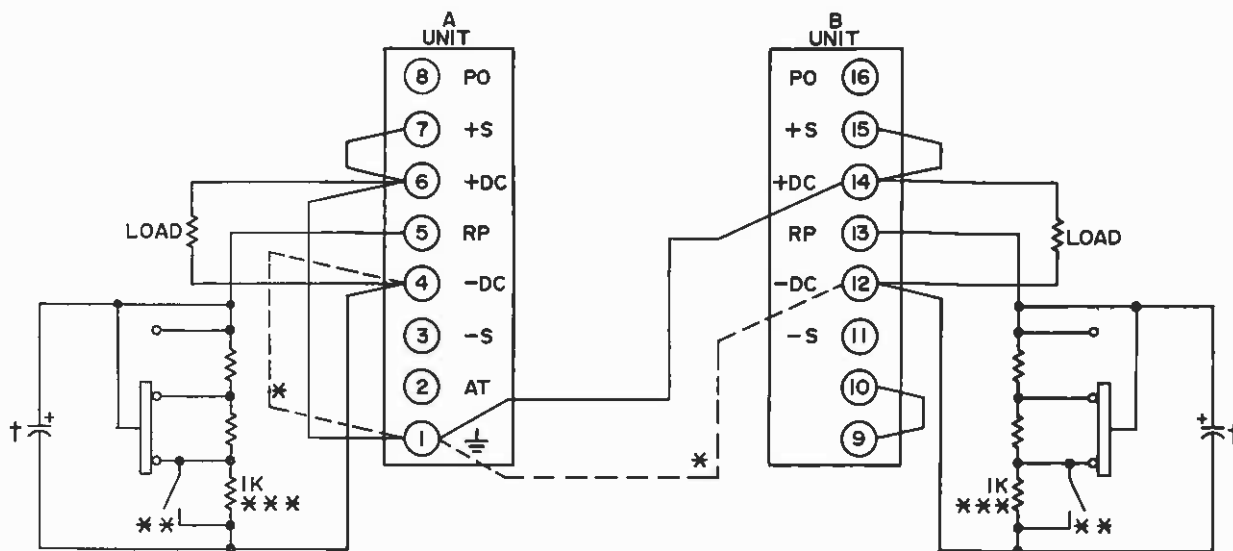 A
UNIT
B
UNIT
8 PO
PO 16
7 +S
+S 15
6 +DC
+DC 14
LOAD
5 RP
RP 13
LOAD
4 -DC
-DC 12
3 -S
-S 11
*
2 AT
10
†
+
1
9
+
+
†
*
1K
***
**
1K
***
**